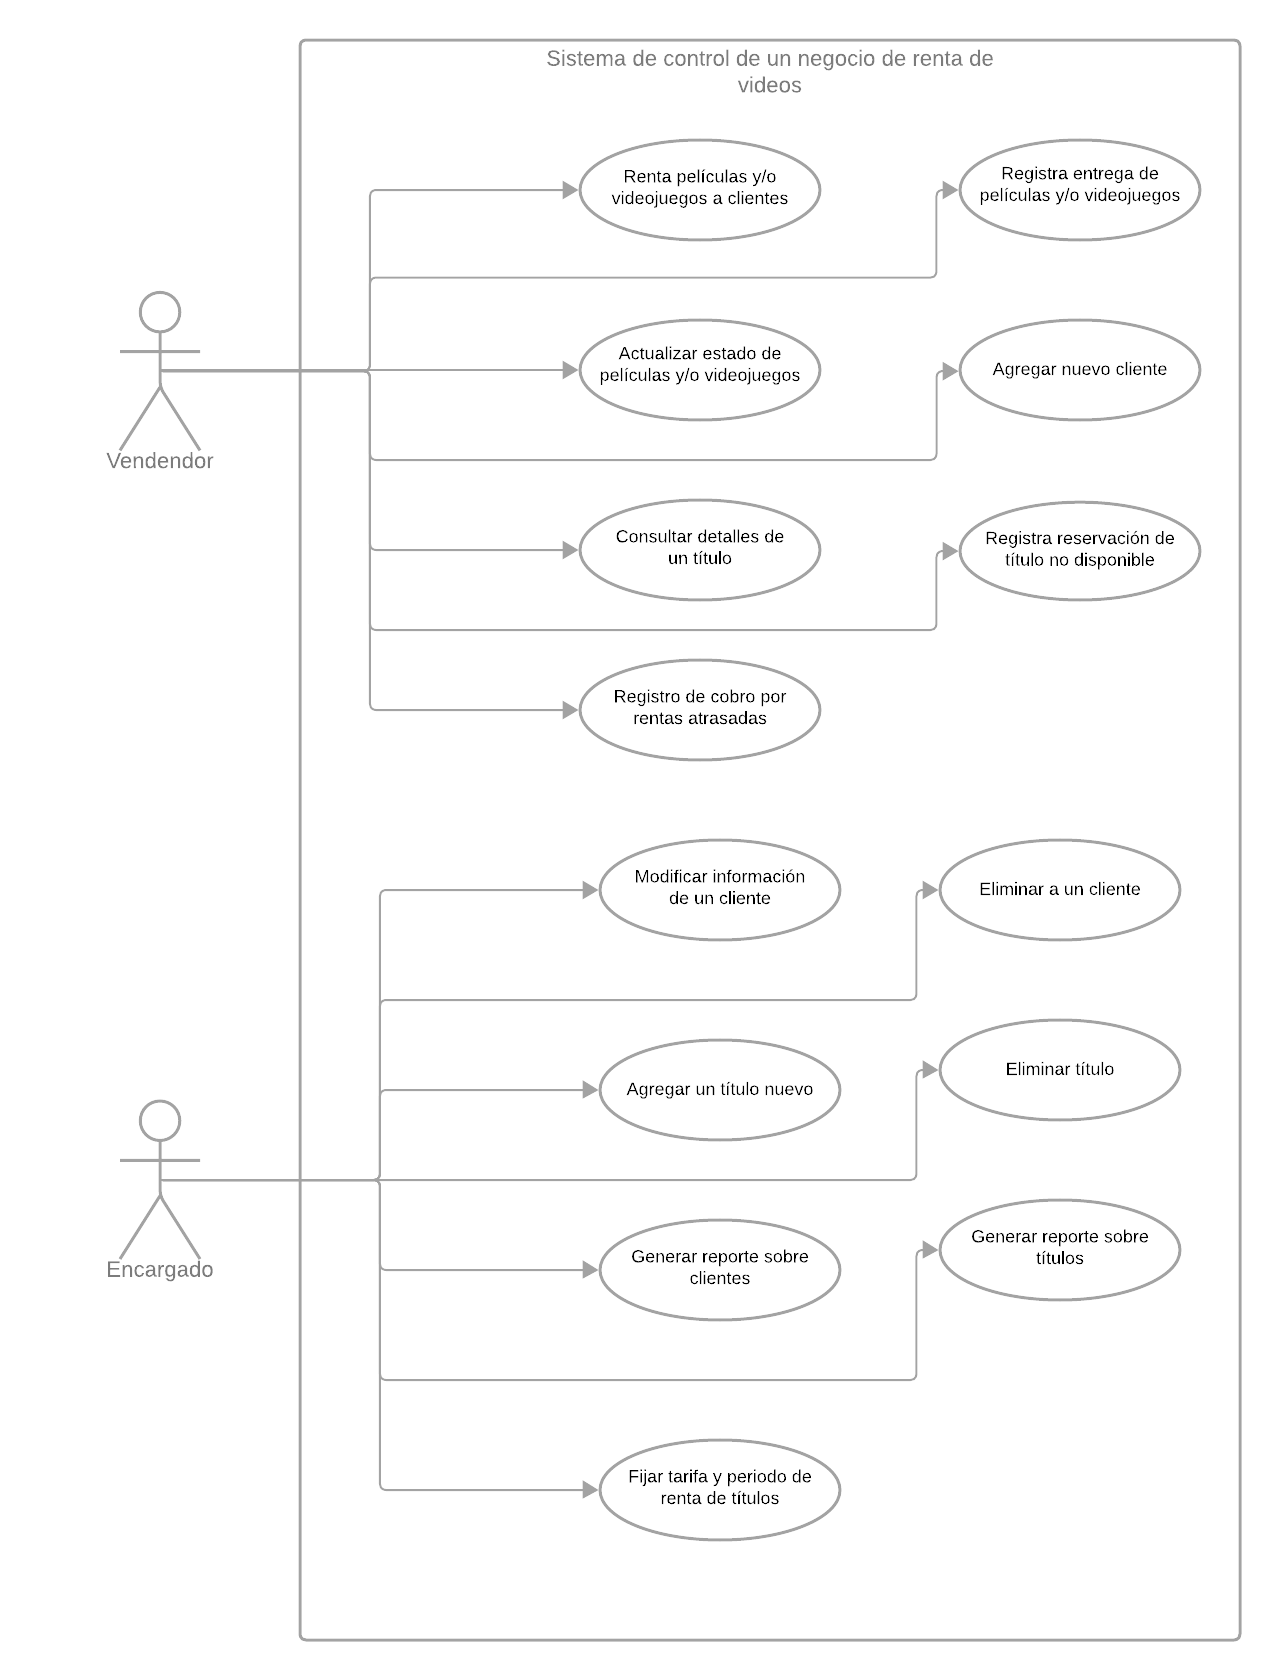 Sistema de control de un negocio de renta de
videos
Renta películas y/o
videojuegos a clientes
Registra entrega de
películas y/o videojuegos
Actualizar estado de
películas y/o videojuegos
Agregar nuevo cliente
Vendendor
Consultar detalles de
un título
Registra reservación de
título no disponible
Registro de cobro por
rentas atrasadas
Modificar información
de un cliente
Eliminar a un cliente
Agregar un título nuevo
Eliminar título
Encargado
Generar reporte sobre
clientes
Generar reporte sobre
títulos
Fijar tarifa y periodo de
renta de títulos